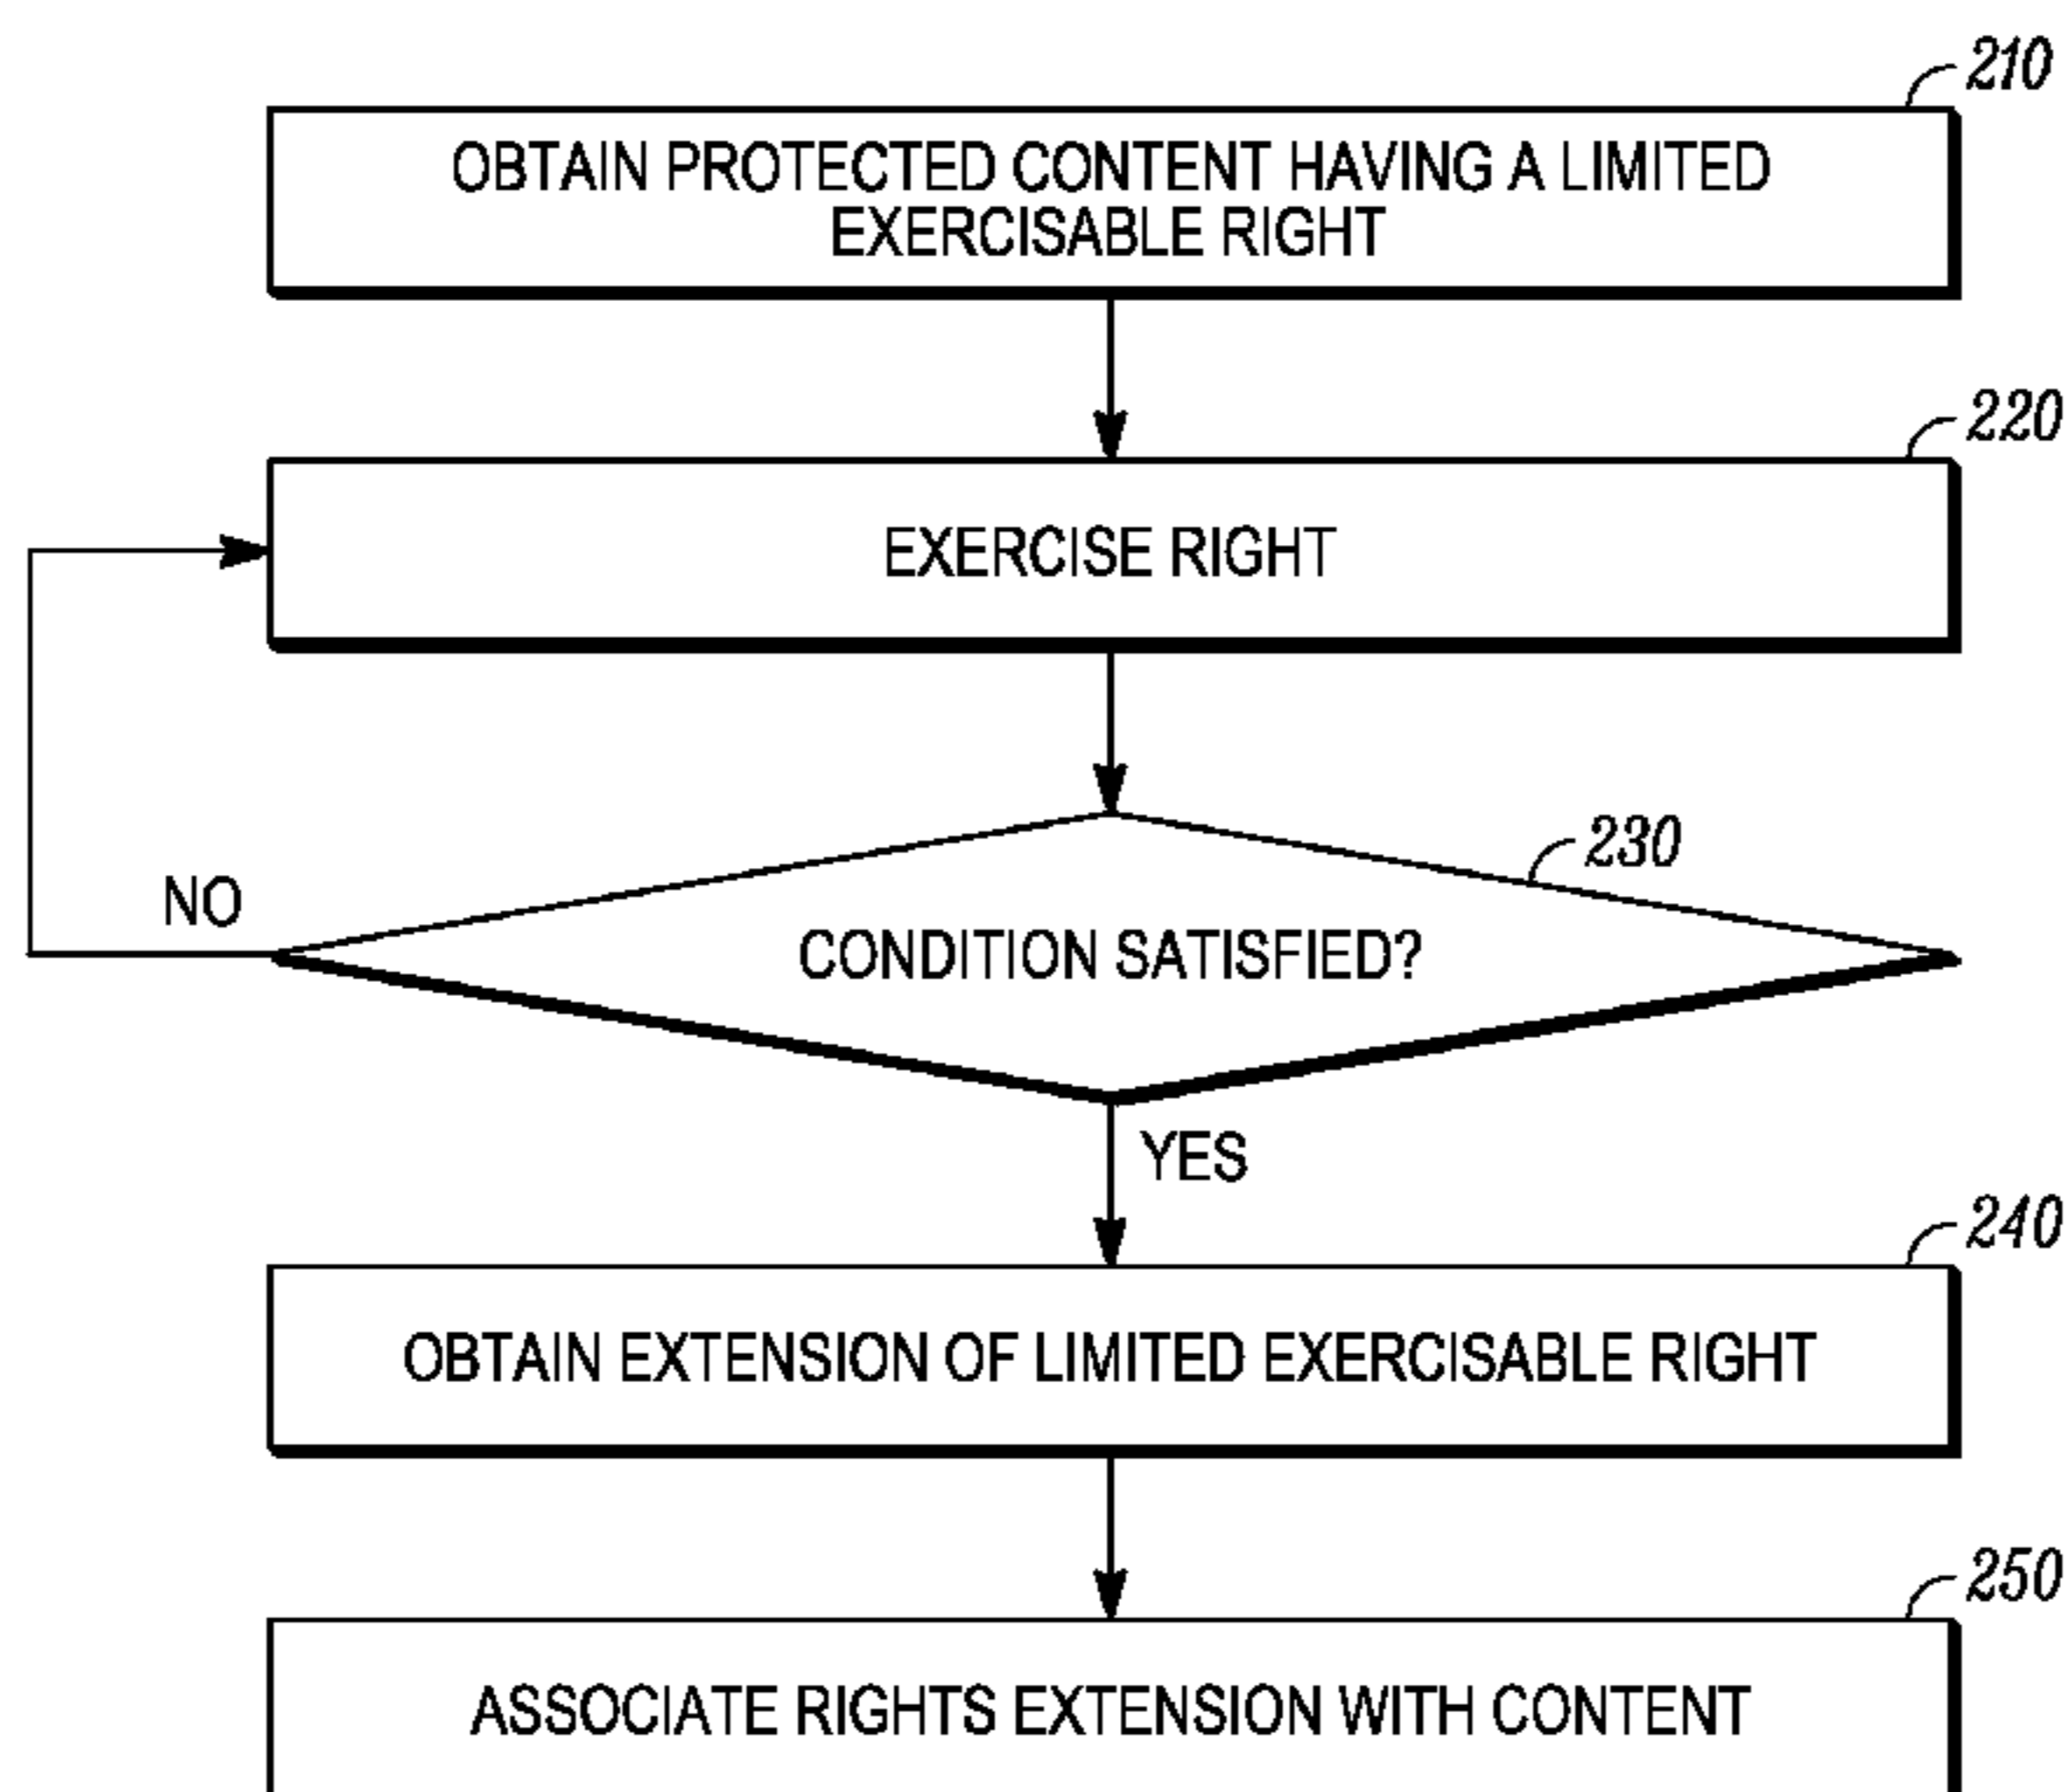 210
OBTAIN PROTECTED CONTENT HAVING A LIMITED
EXERCISABLE RIGHT
220
EXERCISE RIGHT
230
NO
CONDITION SATISFIED?
YES
240
OBTAIN EXTENSION OF LIMITED EXERCISABLE RIGHT
250
ASSOCIATE RIGHTS EXTENSION WITH CONTENT